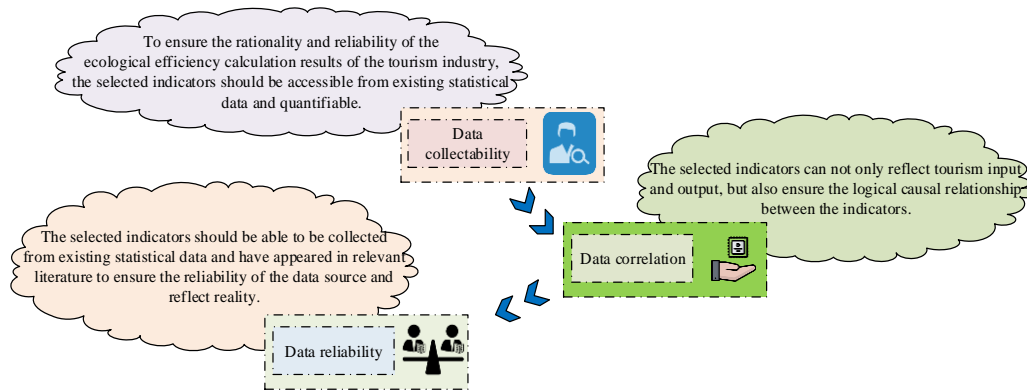 To ensure the rationality and reliability of the
ecological efficiency calculation results of the tourism industry,
the selected indicators should be accessible from existing statistical
data and quantifiable.
Data
collectability
The selected indicators can not only reflect tourism input
and output, but also ensure the logical causal relationship
between the indicators.
Data correlation
The selected indicators should be able to be collected
from existing statistical data and have appeared in relevant
literature to ensure the reliability of the data source and
reflect reality.
Data reliability